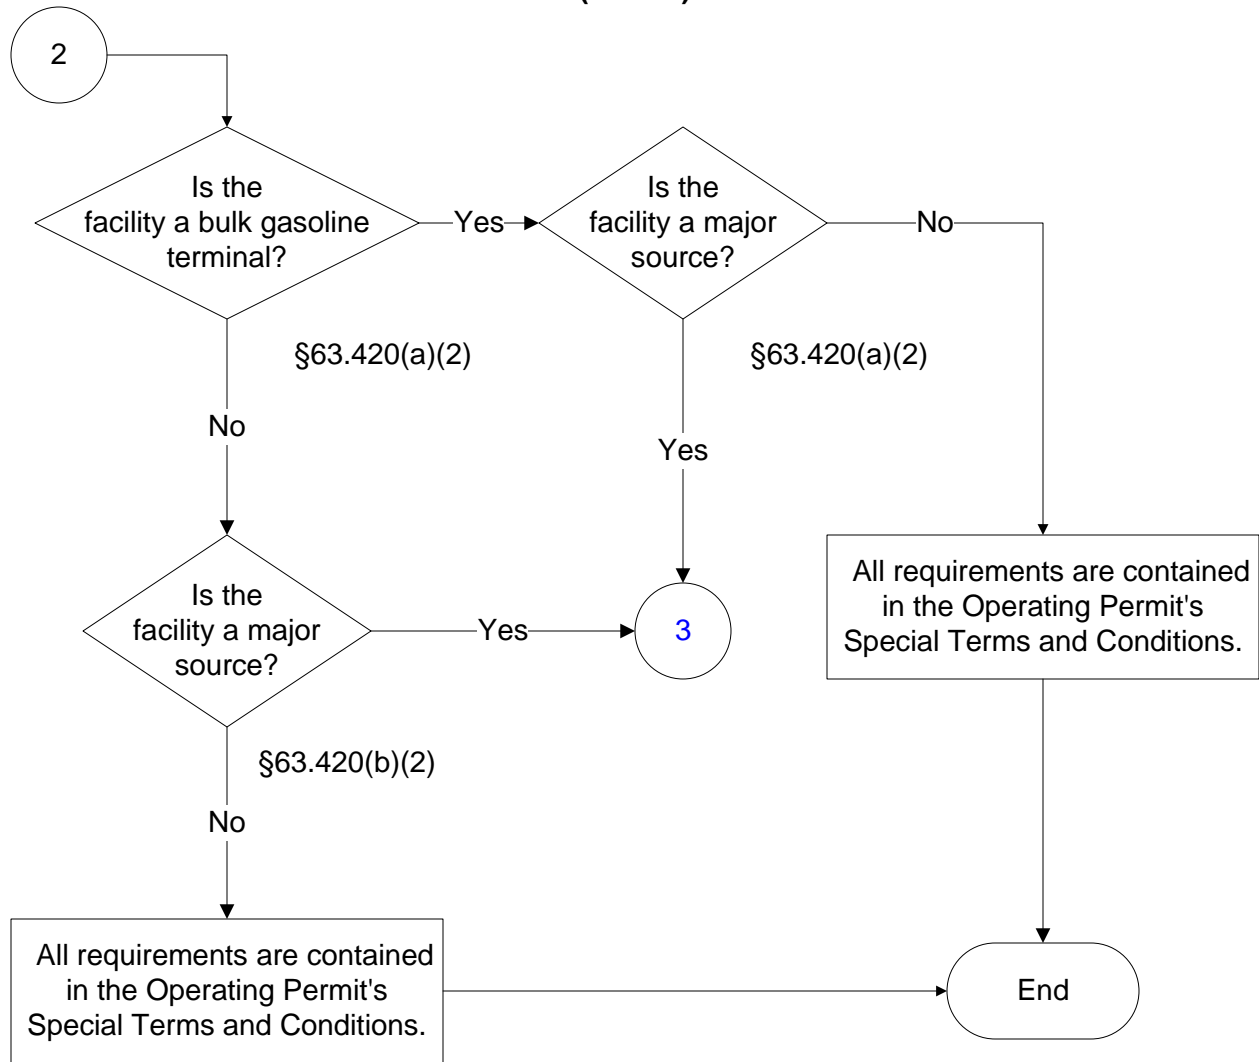 2
Is the
facility a bulk gasoline
terminal?
Yes
Is the
facility a major
source?
No
§63.420(a)(2)
§63.420(a)(2)
No
Yes
Is the
facility a major
source?
Yes
3
All requirements are contained
in the Operating Permit's
Special Terms and Conditions.
§63.420(b)(2)
No
All requirements are contained
in the Operating Permit's
Special Terms and Conditions.
End